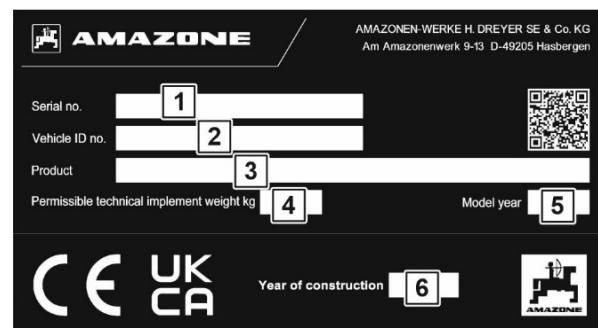 AMAZONE
AMAZONEN-WERKE H. DREYER SE & Co. KG
Am Amazonenwerk 9-13 D-49205 Hasbergen
Serial no. 1
Vehicle ID no. 2
Product 3
Permissible technical implement weight kg 4 Model year 5
CE UK
CA
Year of construction 6
AMAZONE